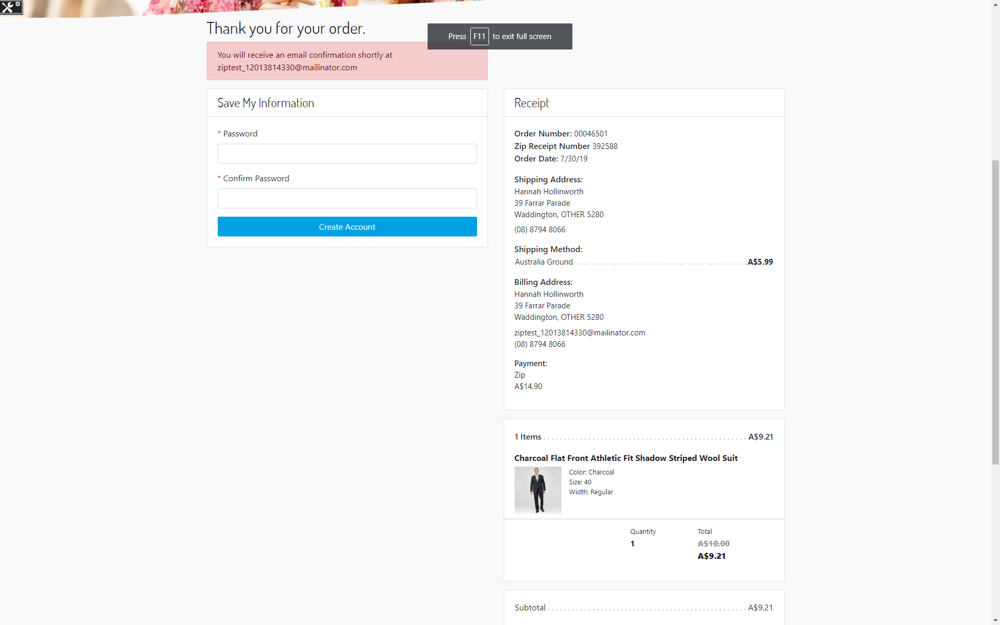 Thank you for your order.
Press F11 to exit full screen
You will receive an email confirmation shortly at
ziptest_12013814330@mailinator.com
Save My Information
* Password
* Confirm Password
Create Account
Receipt
Order Number: 00046501
Zip Receipt Number 392588
Order Date: 7/30/19
Shipping Address:
Hannah Hollinworth
39 Farrar Parade
Waddington, OTHER 5280
(08) 8794 8066
Shipping Method:
Australia Ground A$5.99
Billing Address:
Hannah Hollinworth
39 Farrar Parade
Waddington, OTHER 5280
ziptest_12013814330@mailinator.com
(08) 8794 8066
Payment:
Zip
A$14.90
1 Items A$9.21
Charcoal Flat Front Athletic Fit Shadow Striped Wool Suit
Color: Charcoal
Size: 40
Width: Regular
Quantity Total
1 A$10.00
A$9.21
Subtotal A$9.21